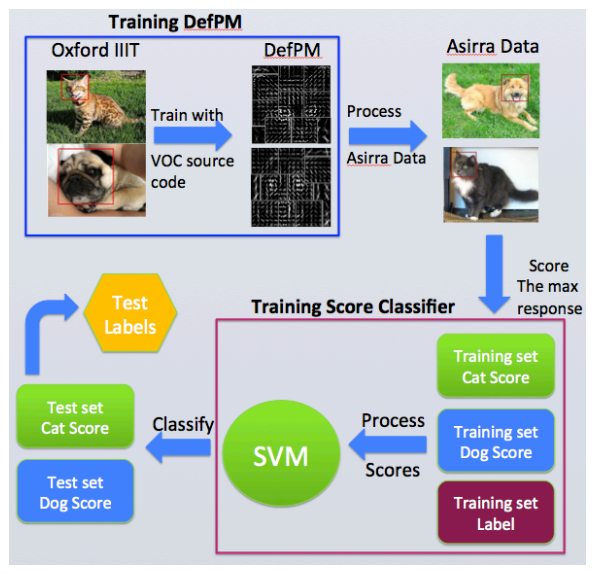 Training DefPM
Oxford IIIT
DefPM
Asirra Data
Train with
VOC source
code
Process
Asirra Data
Score
The max
response
Test
Labels
Training Score Classifier
Training set
Cat Score
Test set
Cat Score
Classify
SVM
Process
Scores
Training set
Dog Score
Test set
Dog Score
Training set
Label